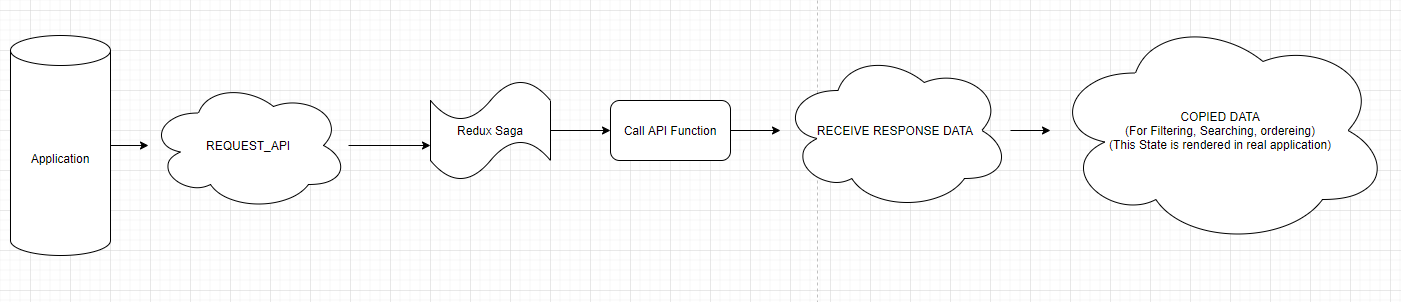 Application
REQUEST_API
Redux Saga
Call API Function
RECEIVE RESPONSE DATA
COPIED DATA
(For Filtering, Searching, ordereing)
(This State is rendered in real application)